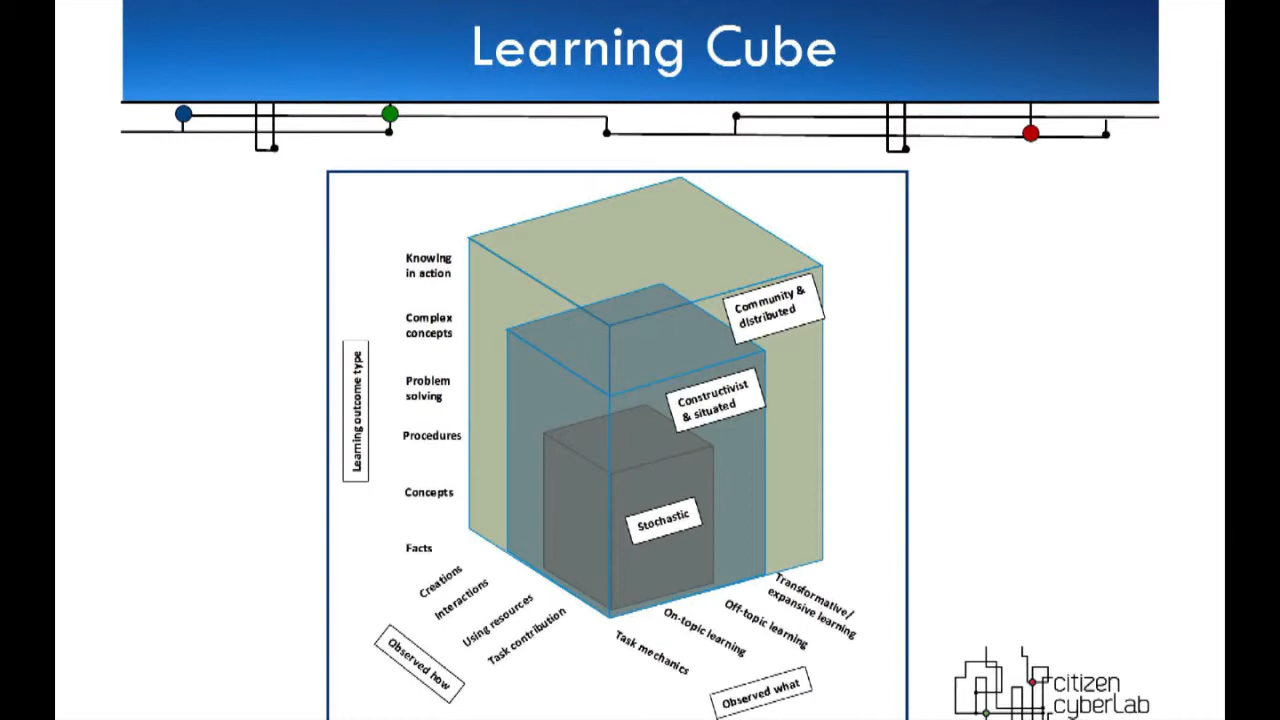 Learning Cube
Knowing
in action
Complex
concepts
Problem
solving
Procedures
Concepts
Facts
Learning outcome type
Community &
distributed
Constructivist
& situated
Stochastic
Creations
Interactions
Using resources
Task contribution
Observed how
Task mechanics
On-topic learning
Off-topic learning
Transformative/
expansive learning
Observed what
citizen
cyberlab